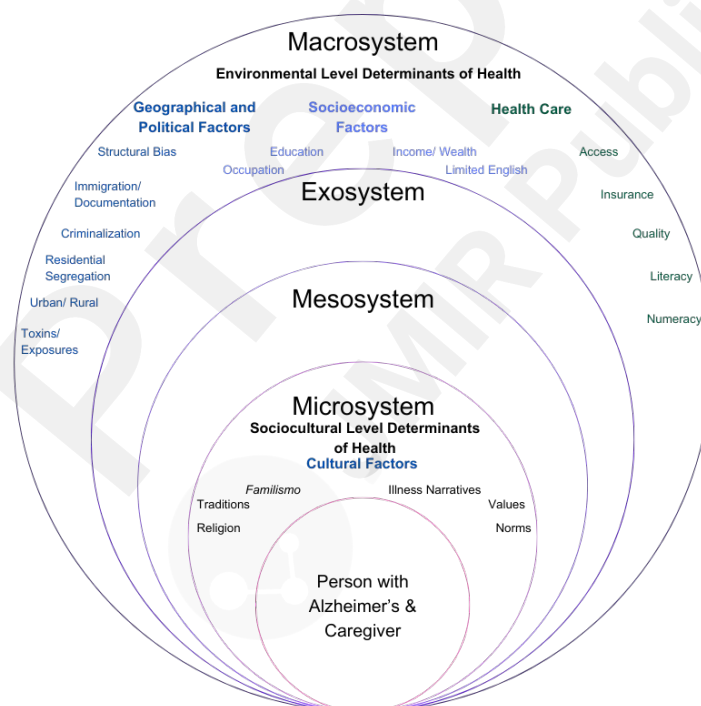 Macrosystem
Environmental Level Determinants of Health
Geographical and
Political Factors
Socioeconomic
Factors
Health Care
Structural Bias
Immigration/
Documentation
Criminalization
Residential
Segregation
Urban/ Rural
Toxins/
Exposures
Education
Occupation
Income/ Wealth
Limited English
Access
Insurance
Quality
Literacy
Numeracy
Exosystem
Mesosystem
Microsystem
Sociocultural Level Determinants
of Health
Cultural Factors
Familismo
Traditions
Religion
Illness Narratives
Values
Norms
Person with
Alzheimer’s &
Caregiver
Prep
JMIR Publi